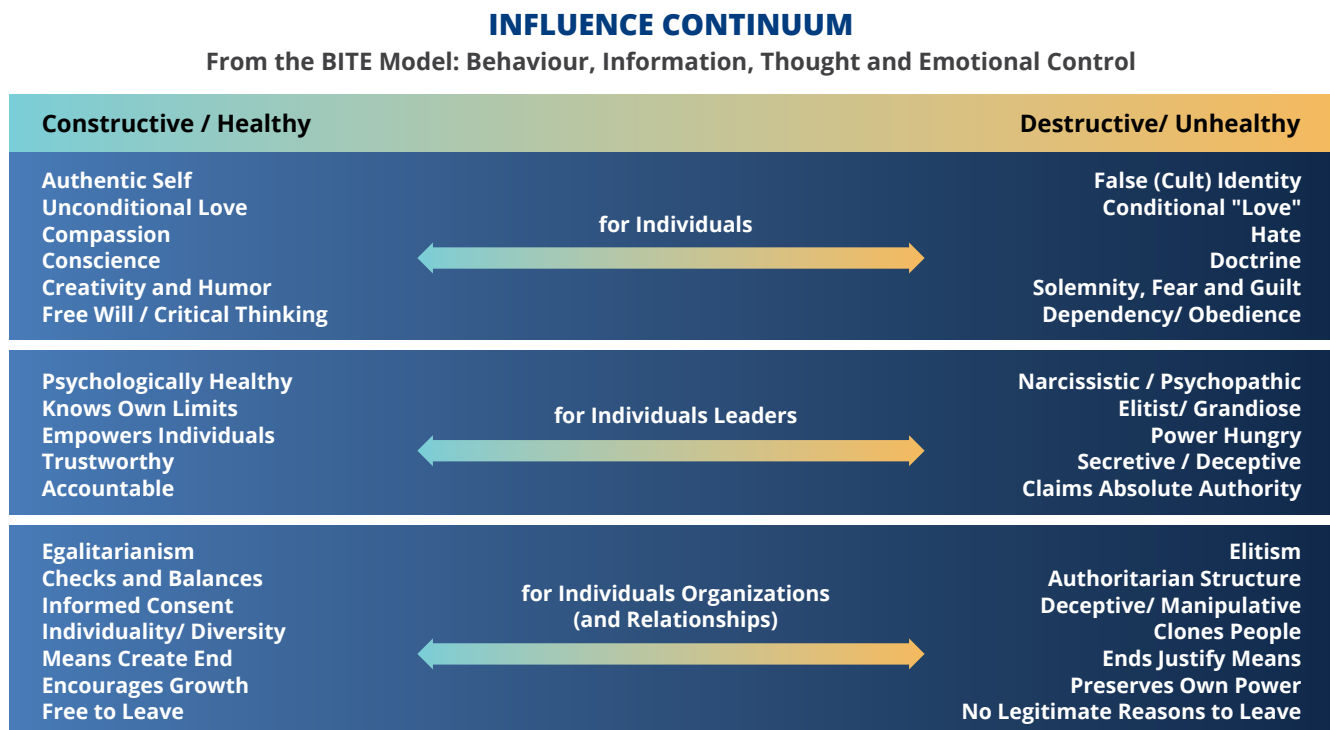 INFLUENCE CONTINUUM
From the BITE Model: Behaviour, Information, Thought and Emotional Control
Constructive / Healthy
Destructive/ Unhealthy
Authentic Self
Unconditional Love
Compassion
Conscience
Creativity and Humor
Free Will / Critical Thinking
for Individuals
False (Cult) Identity
Conditional "Love"
Hate
Doctrine
Solemnity, Fear and Guilt
Dependency/ Obedience
Psychologically Healthy
Knows Own Limits
Empowers Individuals
Trustworthy
Accountable
for Individuals Leaders
Narcissistic / Psychopathic
Elitist/ Grandiose
Power Hungry
Secretive / Deceptive
Claims Absolute Authority
Egalitarianism
Checks and Balances
Informed Consent
Individuality/ Diversity
Means Create End
Encourages Growth
Free to Leave
for Individuals Organizations
(and Relationships)
Elitism
Authoritarian Structure
Deceptive/ Manipulative
Clones People
Ends Justify Means
Preserves Own Power
No Legitimate Reasons to Leave